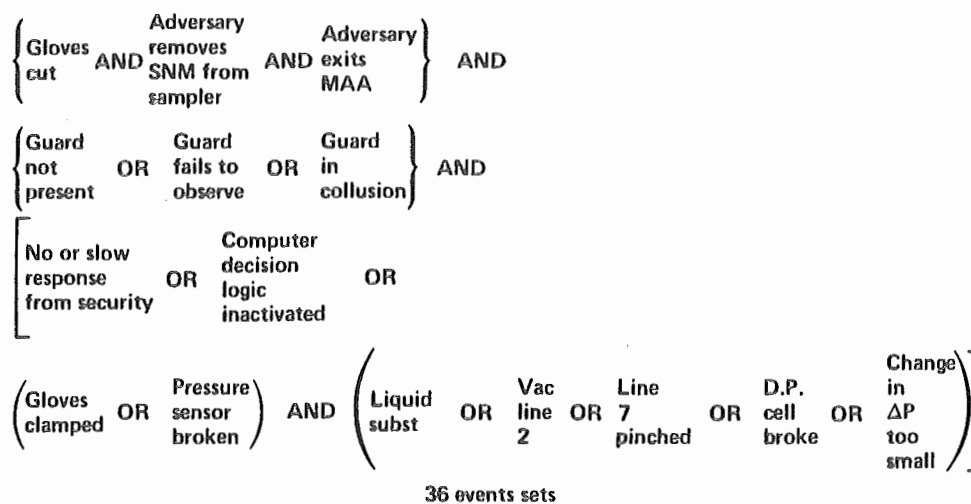 {Gloves cut AND Adversary removes SNM from sampler AND Adversary exits MAA} AND
{Guard not present OR Guard fails to observe OR Guard in collusion} AND
[No or slow response from security OR Computer decision logic inactivated OR
(Gloves clamped OR Pressure sensor broken) AND (Liquid subst OR Vac line 2 OR Line 7 pinched OR D.P. cell broke OR Change in ΔP too small)]
36 events sets